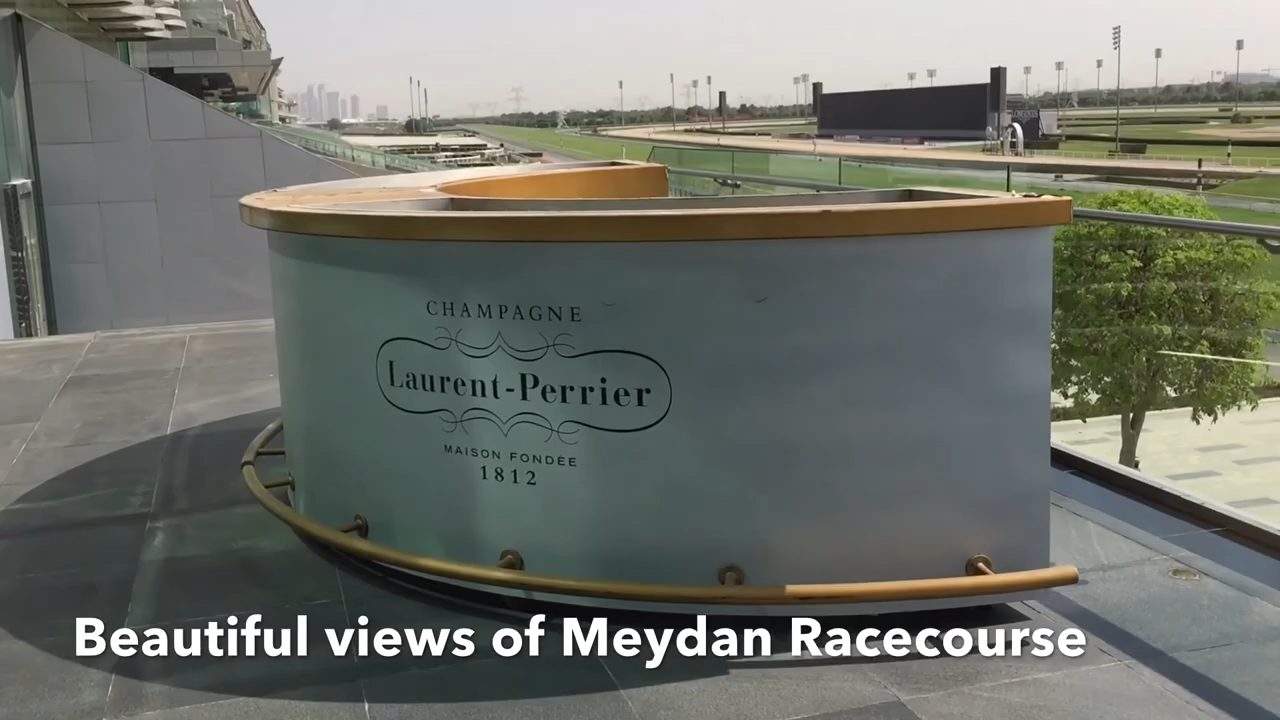 CHAMPAGNE
Laurent-Perrier
MAISON FONDÉE
1812
Beautiful views of Meydan Racecourse